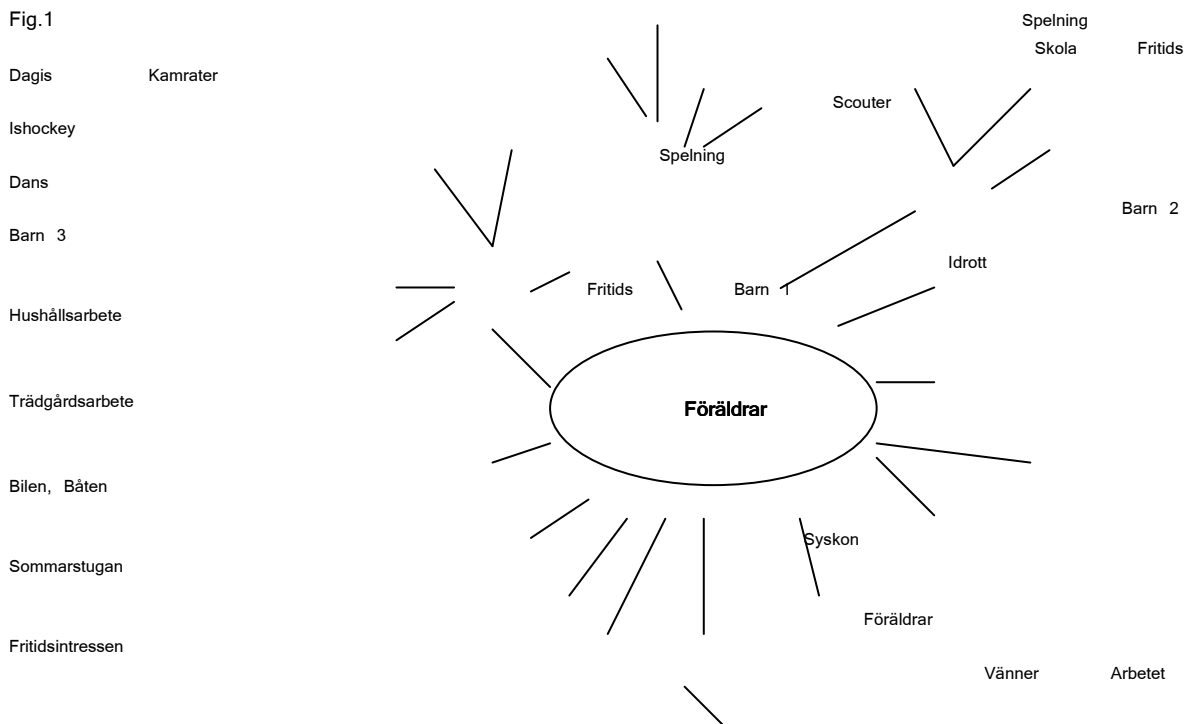 Fig.1
Spelning
Skola Fritids
Dagis Kamrater
Scouter
Ishockey
Spelning
Dans
Barn 2
Barn 3
Idrott
Fritids Barn 1
Hushållsarbete
Trädgårdsarbete
Föräldrar
Bilen, Båten
Syskon
Sommarstugan
Föräldrar
Fritidsintressen
Vänner Arbetet